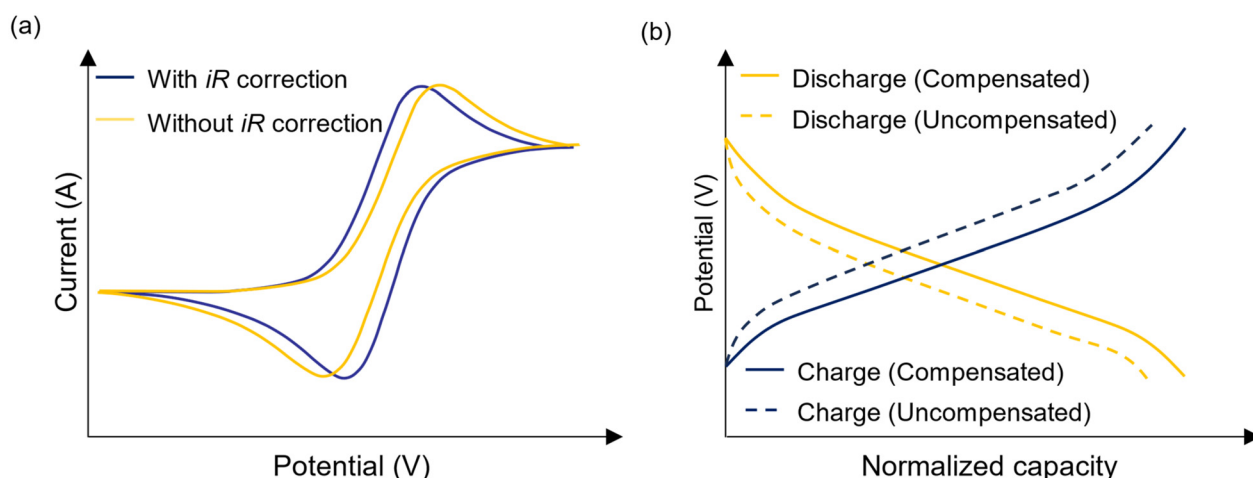 (a)
With iR correction
Without iR correction
Current (A)
Potential (V)
(b)
Discharge (Compensated)
Discharge (Uncompensated)
Potential (V)
Charge (Compensated)
Charge (Uncompensated)
Normalized capacity